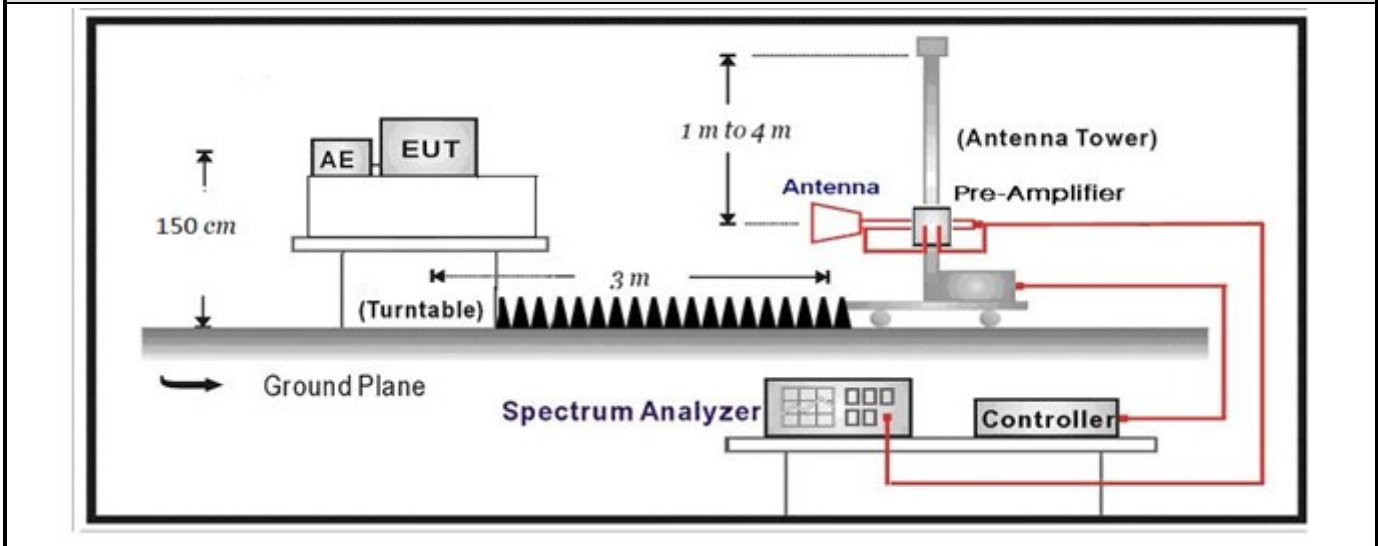 1 m to 4 m
(Antenna Tower)
AE
EUT
Antenna
Pre-Amplifier
150 cm
3 m
(Turntable)
Ground Plane
Spectrum Analyzer
Controller